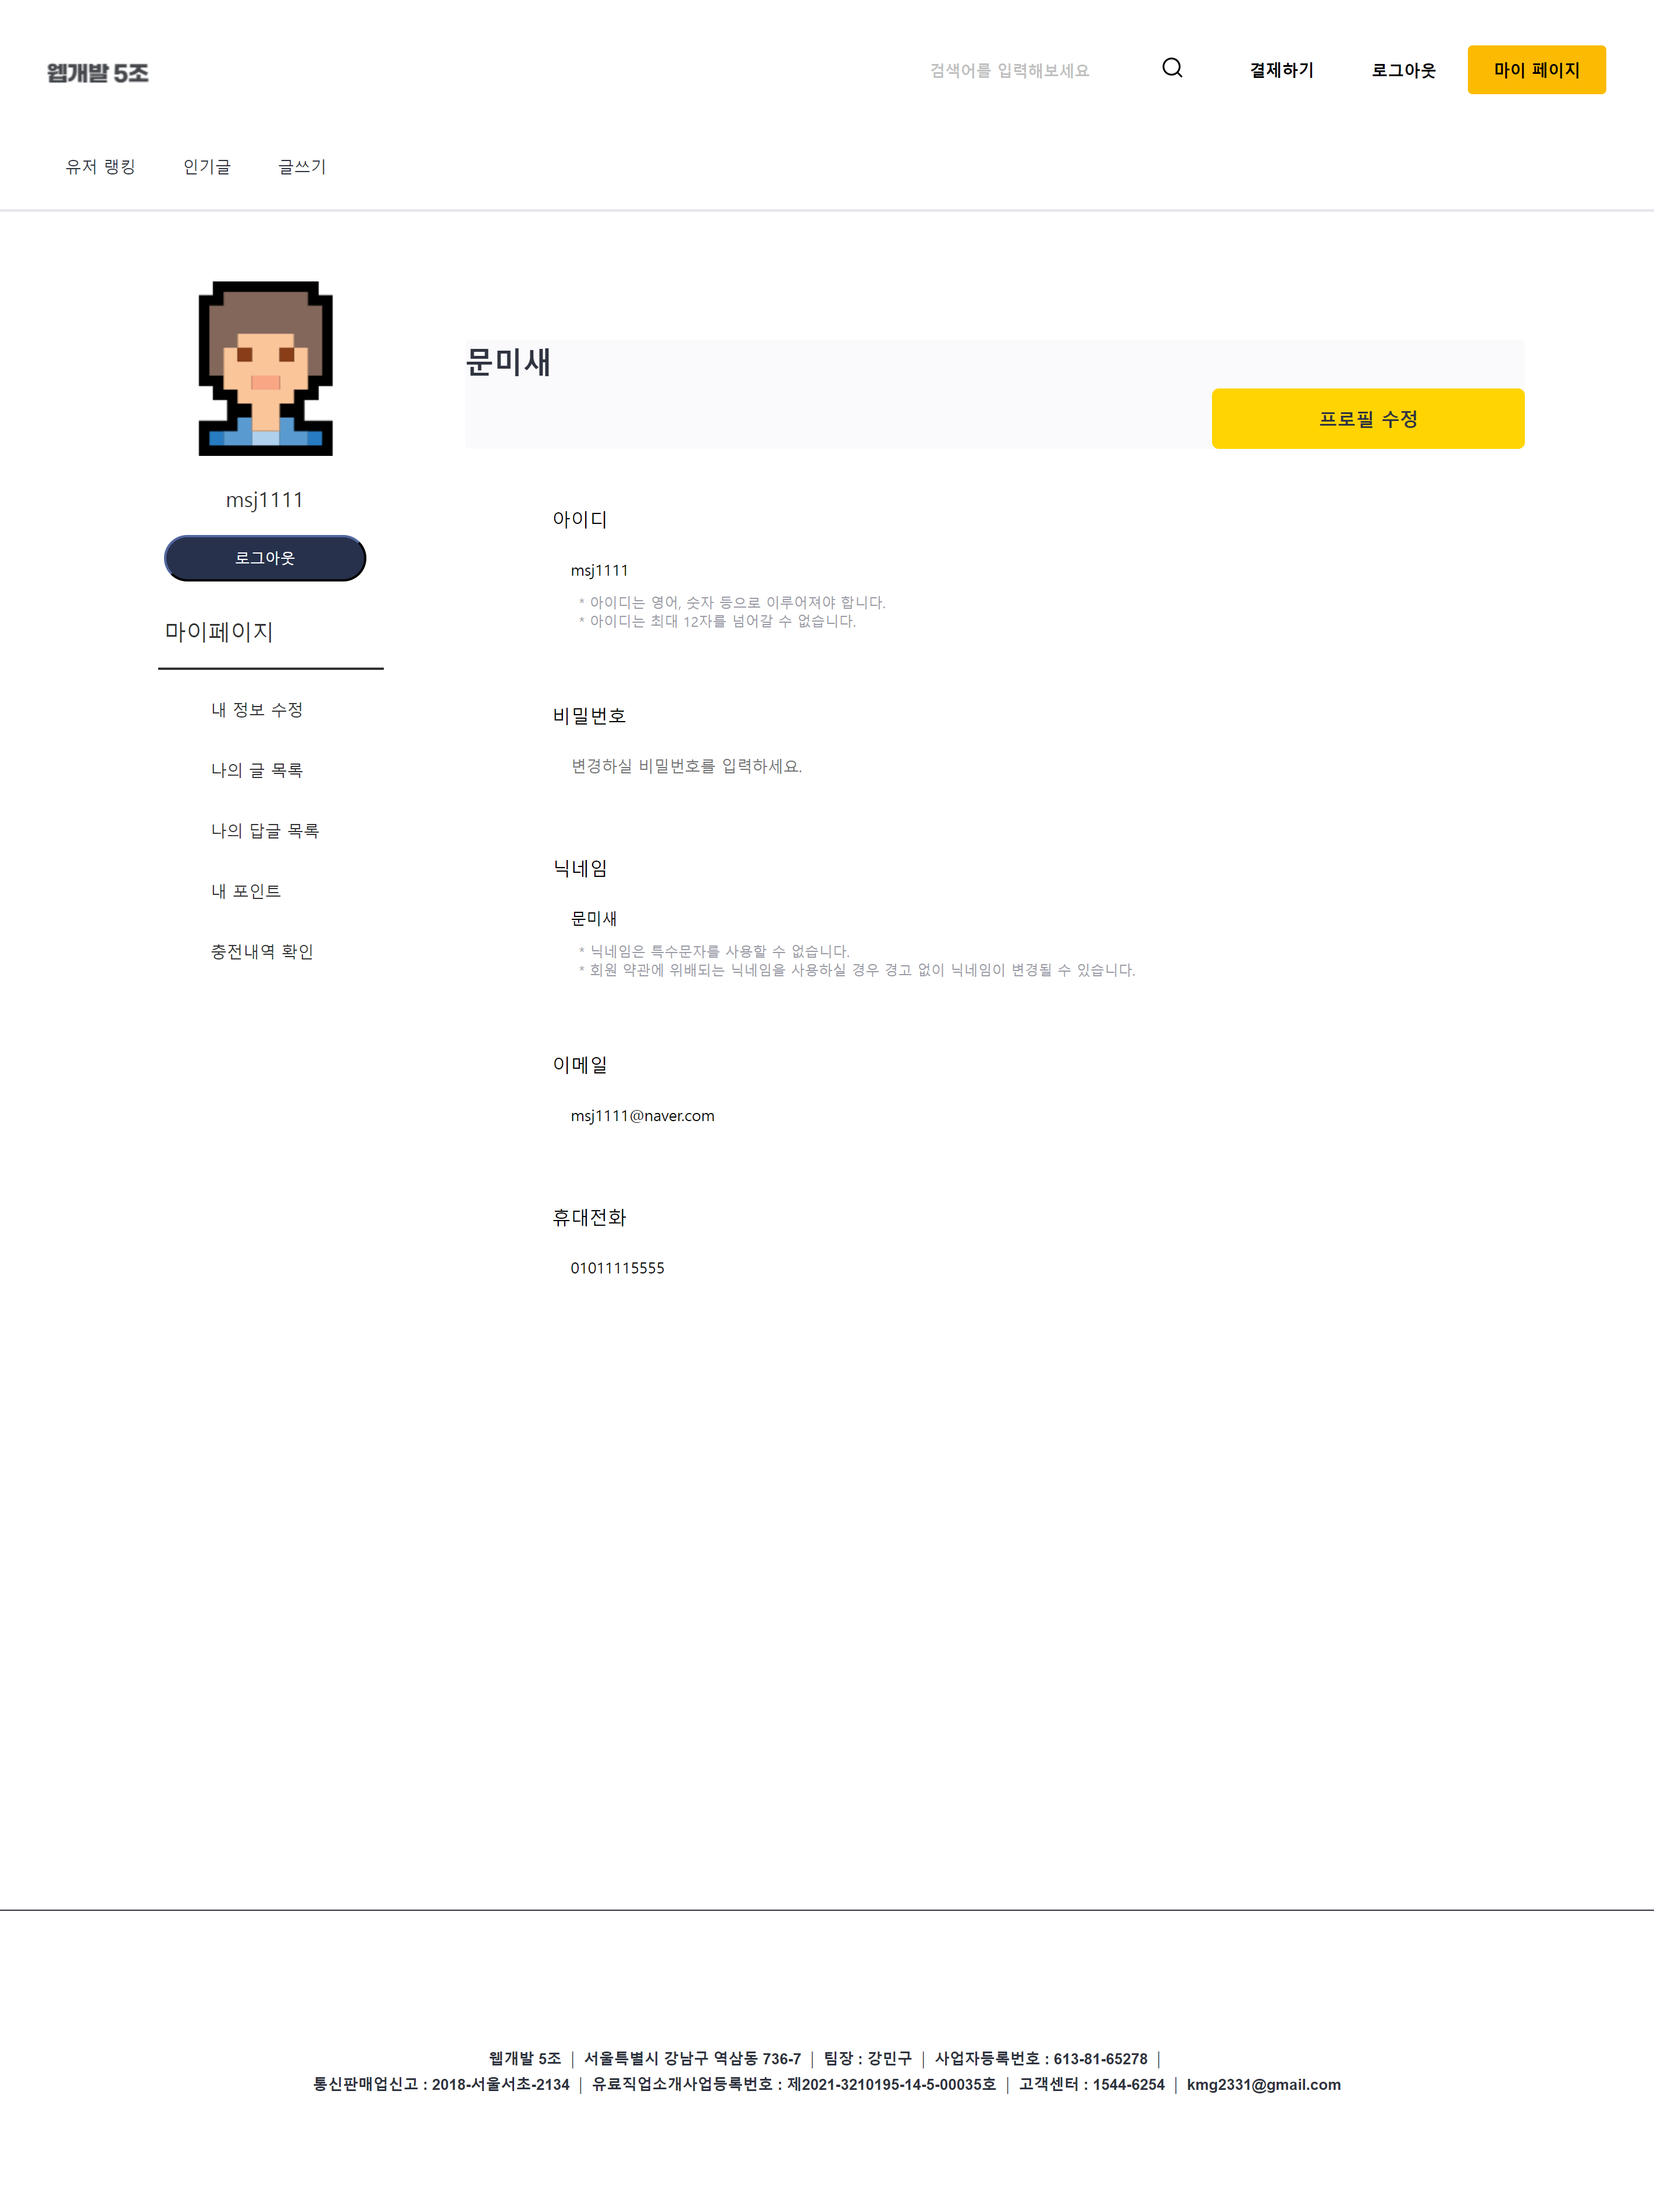 웹개발 5조
검색어를 입력해보세요
결제하기
로그아웃
마이 페이지
유저 랭킹
인기글
글쓰기
문미새
프로필 수정
msj1111
로그아웃
마이페이지
내 정보 수정
나의 글 목록
나의 답글 목록
내 포인트
충전내역 확인
아이디
msj1111
* 아이디는 영어, 숫자 등으로 이루어져야 합니다.
* 아이디는 최대 12자를 넘어갈 수 없습니다.
비밀번호
변경하실 비밀번호를 입력하세요.
닉네임
문미새
* 닉네임은 특수문자를 사용할 수 없습니다.
* 회원 약관에 위배되는 닉네임을 사용하실 경우 경고 없이 닉네임이 변경될 수 있습니다.
이메일
msj1111@naver.com
휴대전화
01011115555
웹개발 5조 | 서울특별시 강남구 역삼동 736-7 | 팀장 : 강민구 | 사업자등록번호 : 613-81-65278 |
통신판매업신고 : 2018-서울서초-2134 | 유료직업소개사업등록번호 : 제2021-3210195-14-5-00035호 | 고객센터 : 1544-6254 | kmg2331@gmail.com